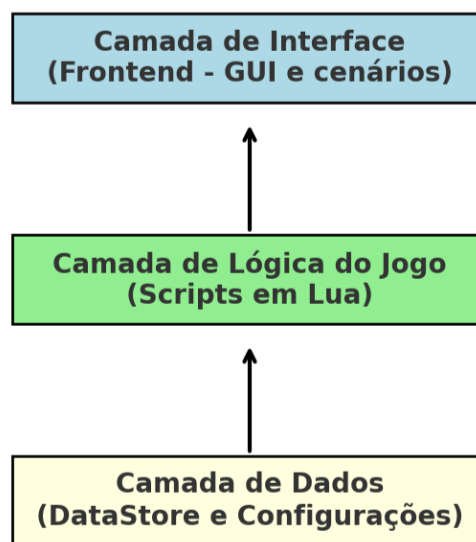 Camada de Interface
(Frontend - GUI e cenários)
Camada de Lógica do Jogo
(Scripts em Lua)
Camada de Dados
(DataStore e Configurações)